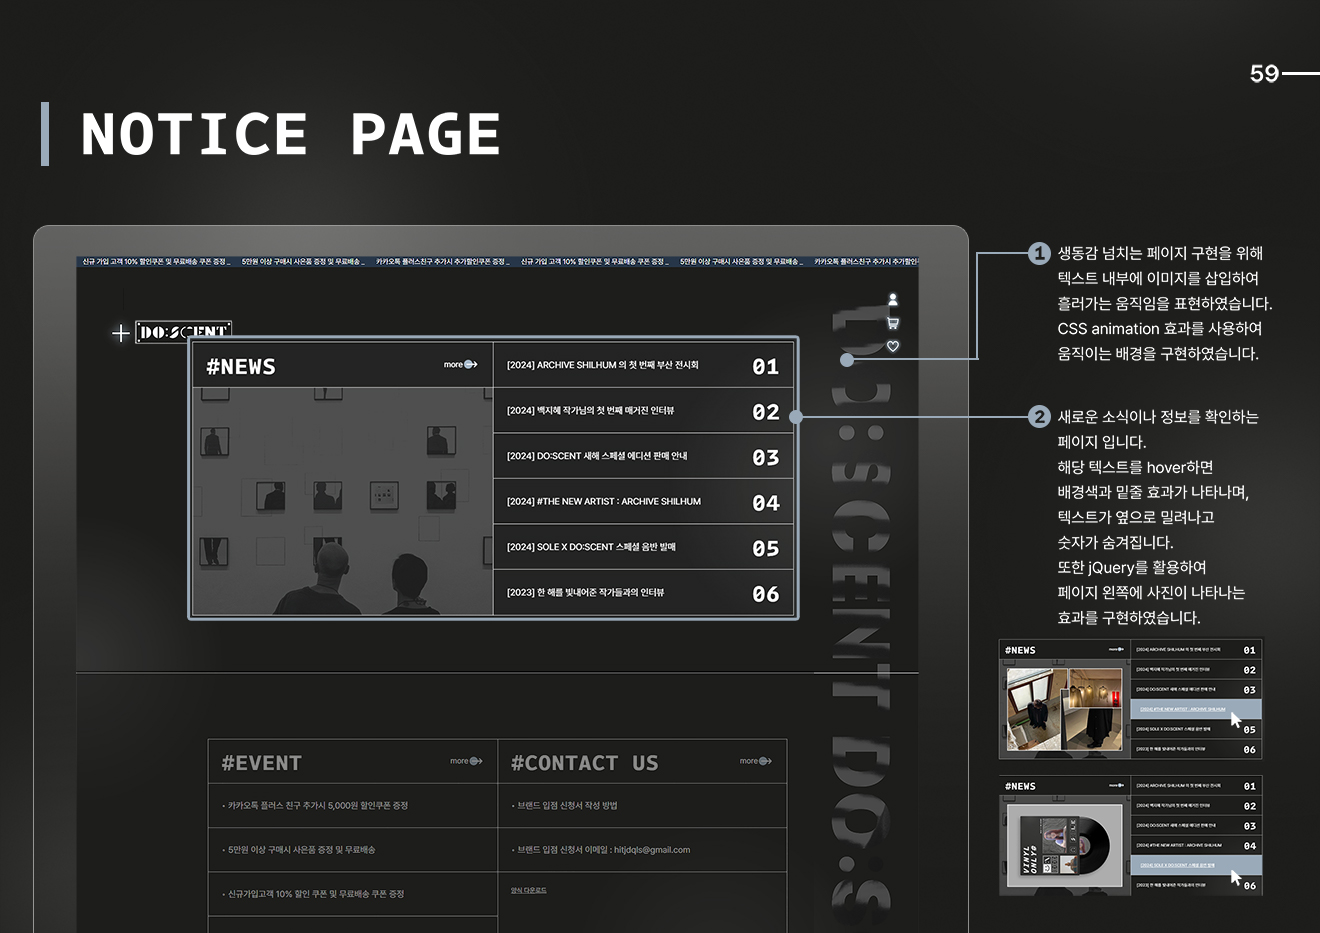 59
NOTICE PAGE
신규 가입 고객 10% 할인쿠폰 및 무료배송 쿠폰 증정 _ 5만원 이상 구매시 사은품 증정 및 무료배송 _ 카카오톡 플러스친구 추가시 추가할인쿠폰 증정 _ 신규 가입 고객 10% 할인쿠폰 및 무료배송 쿠폰 증정 _ 5만원 이상 구매시 사은품 증정 및 무료배송 _ 카카오톡 플러스친구 추가시 추가할인
DO:SCENT
#NEWS
more
[2024] ARCHIVE SHILHUM 의 첫 번째 부산 전시회 01
[2024] 백지혜 작가님의 첫 번째 매거진 인터뷰 02
[2024] DO:SCENT 새해 스페셜 에디션 판매 안내 03
[2024] #THE NEW ARTIST : ARCHIVE SHILHUM 04
[2024] SOLE X DO:SCENT 스페셜 음반 발매 05
[2023] 한 해를 빛내어준 작가들과의 인터뷰 06
DO:SCENT DO:S
#EVENT
more
• 카카오톡 플러스 친구 추가시 5,000원 할인쿠폰 증정
• 5만원 이상 구매시 사은품 증정 및 무료배송
• 신규가입고객 10% 할인 쿠폰 및 무료배송 쿠폰 증정
#CONTACT US
more
• 브랜드 입점 신청서 작성 방법
• 브랜드 입점 신청서 이메일 : hitjdqls@gmail.com
양식 다운로드
1
생동감 넘치는 페이지 구현을 위해
텍스트 내부에 이미지를 삽입하여
흘러가는 움직임을 표현하였습니다.
CSS animation 효과를 사용하여
움직이는 배경을 구현하였습니다.
2
새로운 소식이나 정보를 확인하는
페이지 입니다.
해당 텍스트를 hover하면
배경색과 밑줄 효과가 나타나며,
텍스트가 옆으로 밀려나고
숫자가 숨겨집니다.
또한 jQuery를 활용하여
페이지 왼쪽에 사진이 나타나는
효과를 구현하였습니다.
#NEWS
more
[2024] ARCHIVE SHILHUM 의 첫 번째 부산 전시회 01
[2024] 백지혜 작가님의 첫 번째 매거진 인터뷰 02
[2024] DO:SCENT 새해 스페셜 에디션 판매 안내 03
[2024] #THE NEW ARTIST : ARCHIVE SHILHUM
[2024] SOLE X DO:SCENT 스페셜 음반 발매 05
[2023] 한 해를 빛내어준 작가들과의 인터뷰 06
#NEWS
more
[2024] ARCHIVE SHILHUM 의 첫 번째 부산 전시회 01
[2024] 백지혜 작가님의 첫 번째 매거진 인터뷰 02
[2024] DO:SCENT 새해 스페셜 에디션 판매 안내 03
[2024] #THE NEW ARTIST : ARCHIVE SHILHUM 04
[2024] SOLE X DO:SCENT 스페셜 음반 발매
[2023] 한 해를 빛내어준 작가들과의 인터뷰 06
VINYL
ONLY®
SOLE